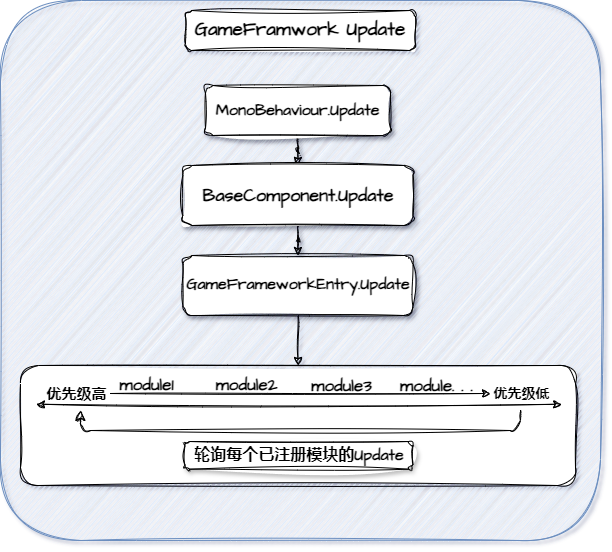 GameFramwork Update
MonoBehaviour.Update
BaseComponent.Update
GameFrameworkEntry.Update
优先级高 module1 module2 module3 module... 优先级低
轮询每个已注册模块的Update